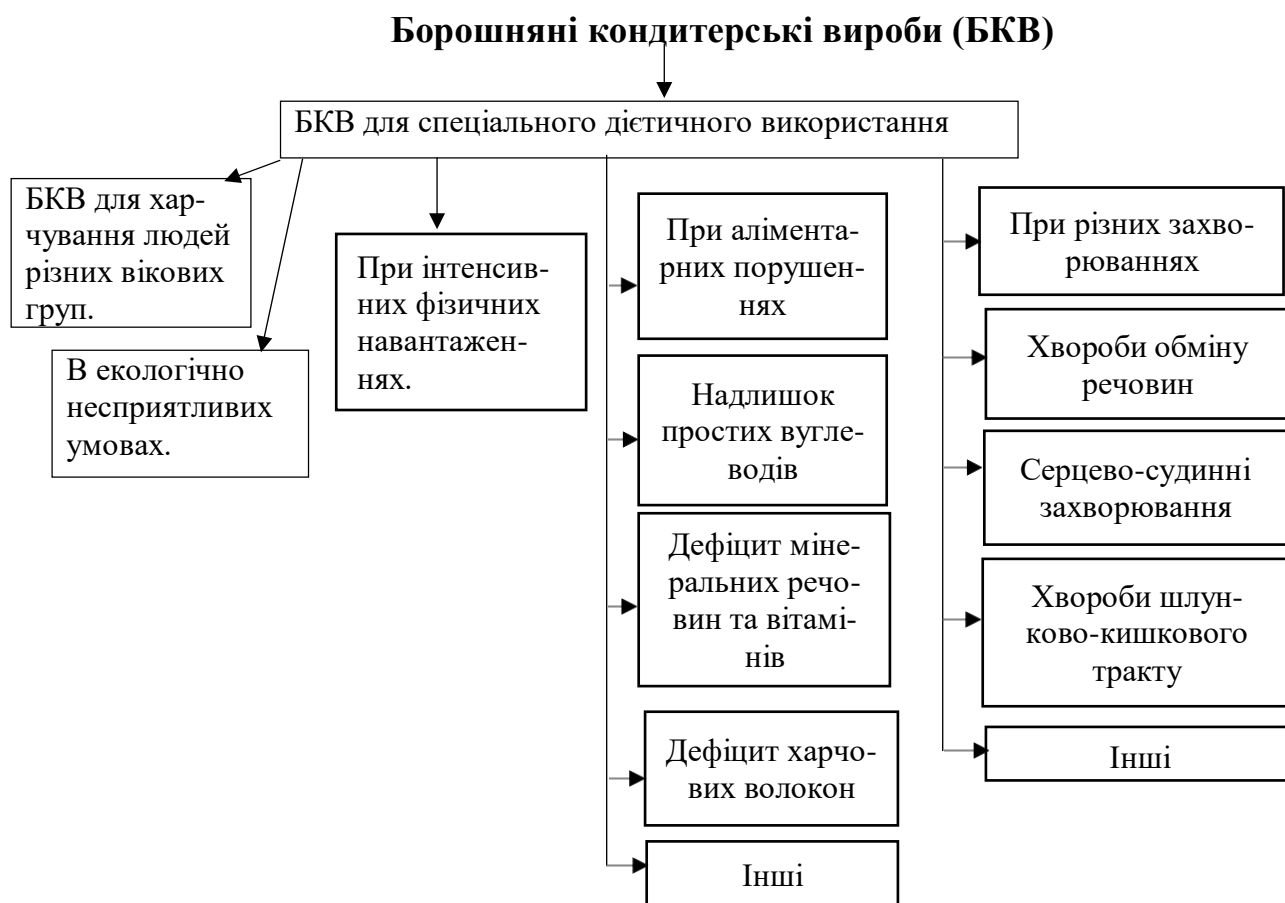 Борошняні кондитерські вироби (БКВ)
БКВ для спеціального дієтичного використання
БКВ для хар-
чування людей
різних вікових
груп.
В екологічно
несприятливих
умовах.
При інтенсив-
них фізичних
навантажен-
нях.
При алімента-
рних порушен-
нях
Надлишок
простих вугле-
водів
Дефіцит міне-
ральних речо-
вин та вітамі-
нів
Дефіцит харчо-
вих волокон
Інші
При різних захво-
рюваннях
Хвороби обміну
речовин
Серцево-судинні
захворювання
Хвороби шлун-
ково-кишкового
тракту
Інші